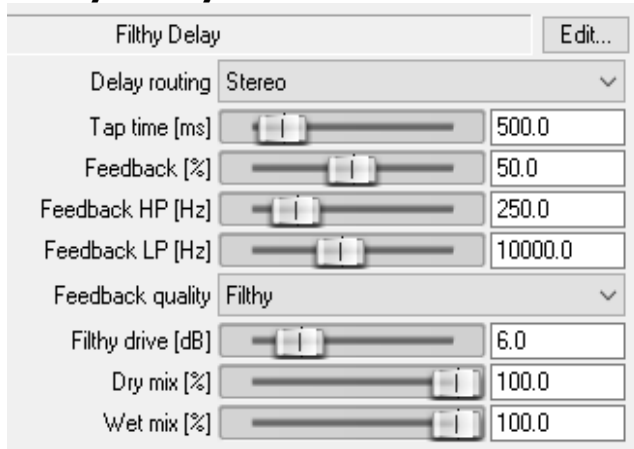 Filthy Delay Edit...
Delay routing Stereo
Tap time [ms] 500.0
Feedback [%] 50.0
Feedback HP [Hz] 250.0
Feedback LP [Hz] 10000.0
Feedback quality Filthy
Filthy drive [dB] 6.0
Dry mix [%] 100.0
Wet mix [%] 100.0